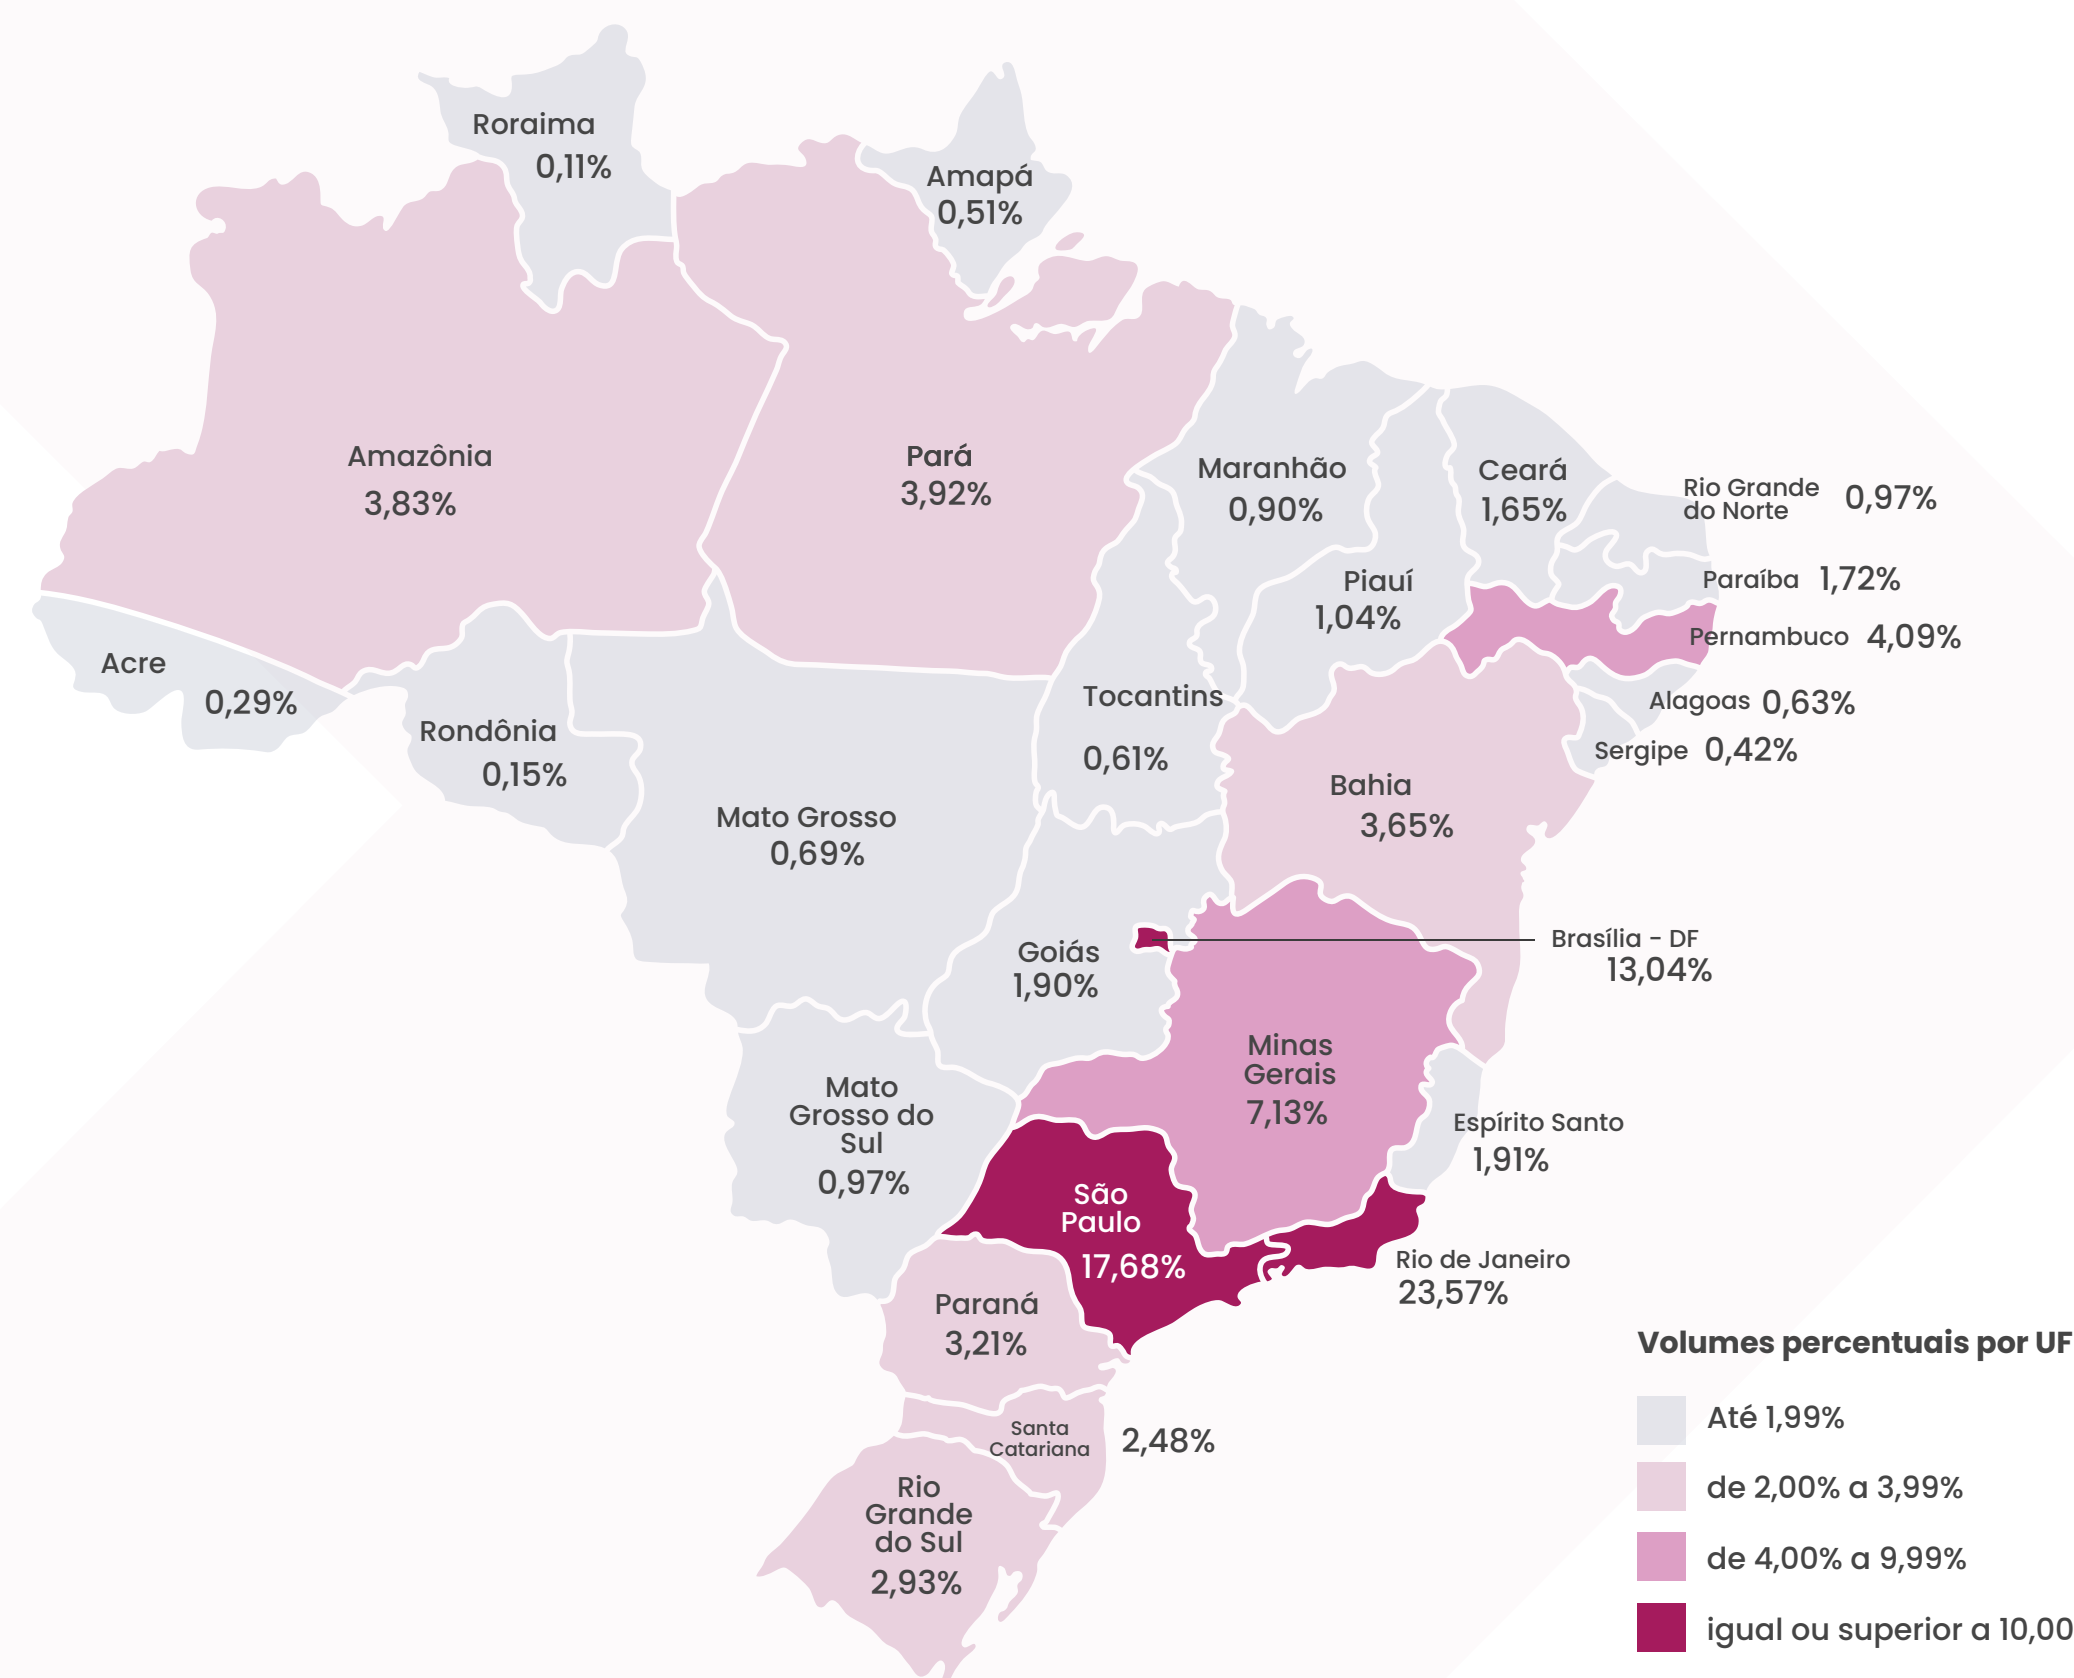 Roraima
0,11%
Amapá
0,51%
Amazônia
3,83%
Pará
3,92%
Maranhão
0,90%
Ceará
1,65%
Rio Grande
do Norte
0,97%
Piauí
1,04%
Paraíba 1,72%
Pernambuco 4,09%
Acre
0,29%
Rondônia
0,15%
Tocantins
0,61%
Alagoas 0,63%
Sergipe 0,42%
Bahia
3,65%
Mato Grosso
0,69%
Goiás
1,90%
Brasília - DF
13,04%
Minas
Gerais
7,13%
Mato
Grosso do
Sul
0,97%
Espírito Santo
1,91%
São
Paulo
17,68%
Rio de Janeiro
23,57%
Paraná
3,21%
Santa
Catariana
2,48%
Rio
Grande
do Sul
2,93%
Volumes percentuais por UF
Até 1,99%
de 2,00% a 3,99%
de 4,00% a 9,99%
igual ou superior a 10,00